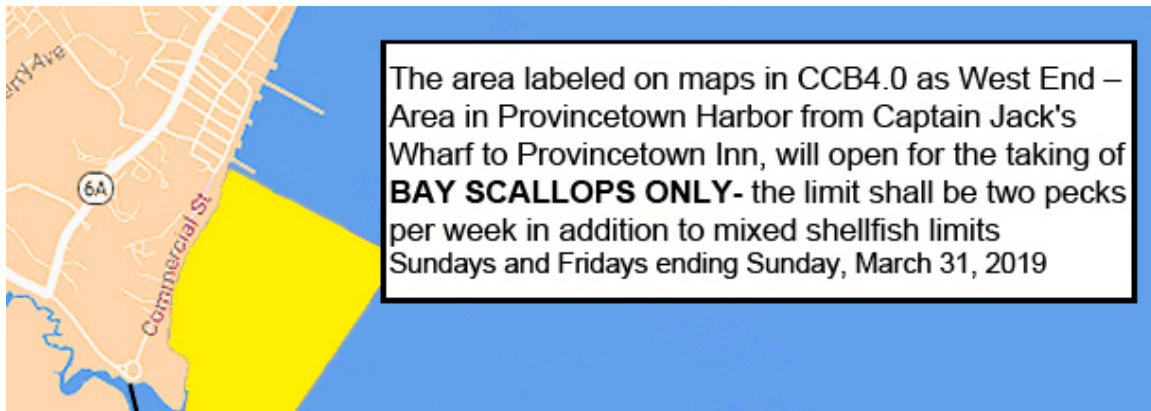 erry Ave
The area labeled on maps in CCB4.0 as West End –
Area in Provincetown Harbor from Captain Jack's
Wharf to Provincetown Inn, will open for the taking of
BAY SCALLOPS ONLY- the limit shall be two pecks
per week in addition to mixed shellfish limits
Sundays and Fridays ending Sunday, March 31, 2019
6A
Commercial St